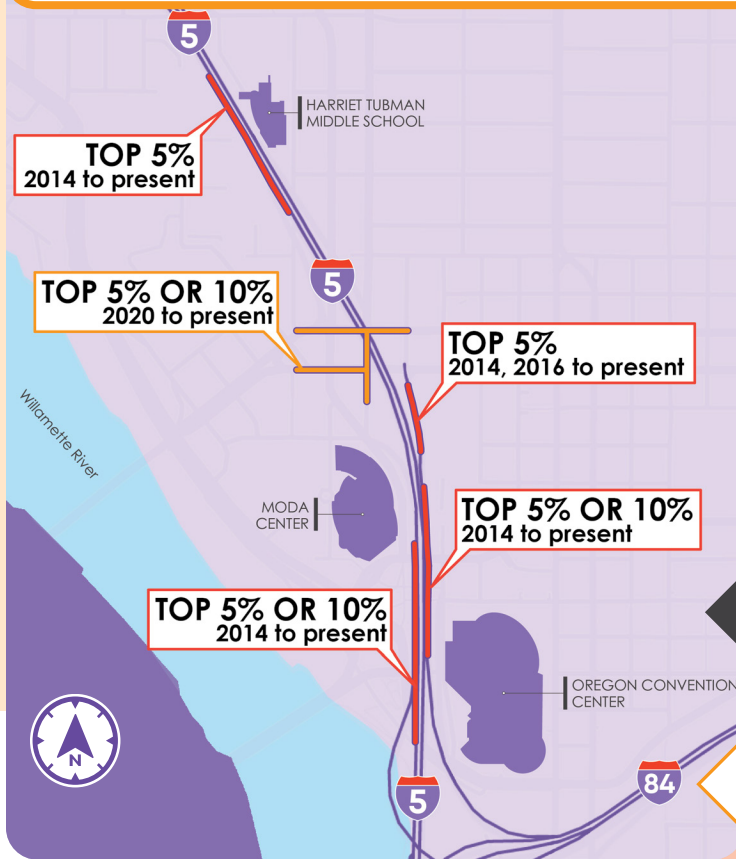 5
HARRIET TUBMAN
MIDDLE SCHOOL
TOP 5%
2014 to present
5
TOP 5% OR 10%
2020 to present
TOP 5%
2014, 2016 to present
Willamette River
MODA
CENTER
TOP 5% OR 10%
2014 to present
TOP 5% OR 10%
2014 to present
OREGON CONVENTION
CENTER
N
5
84